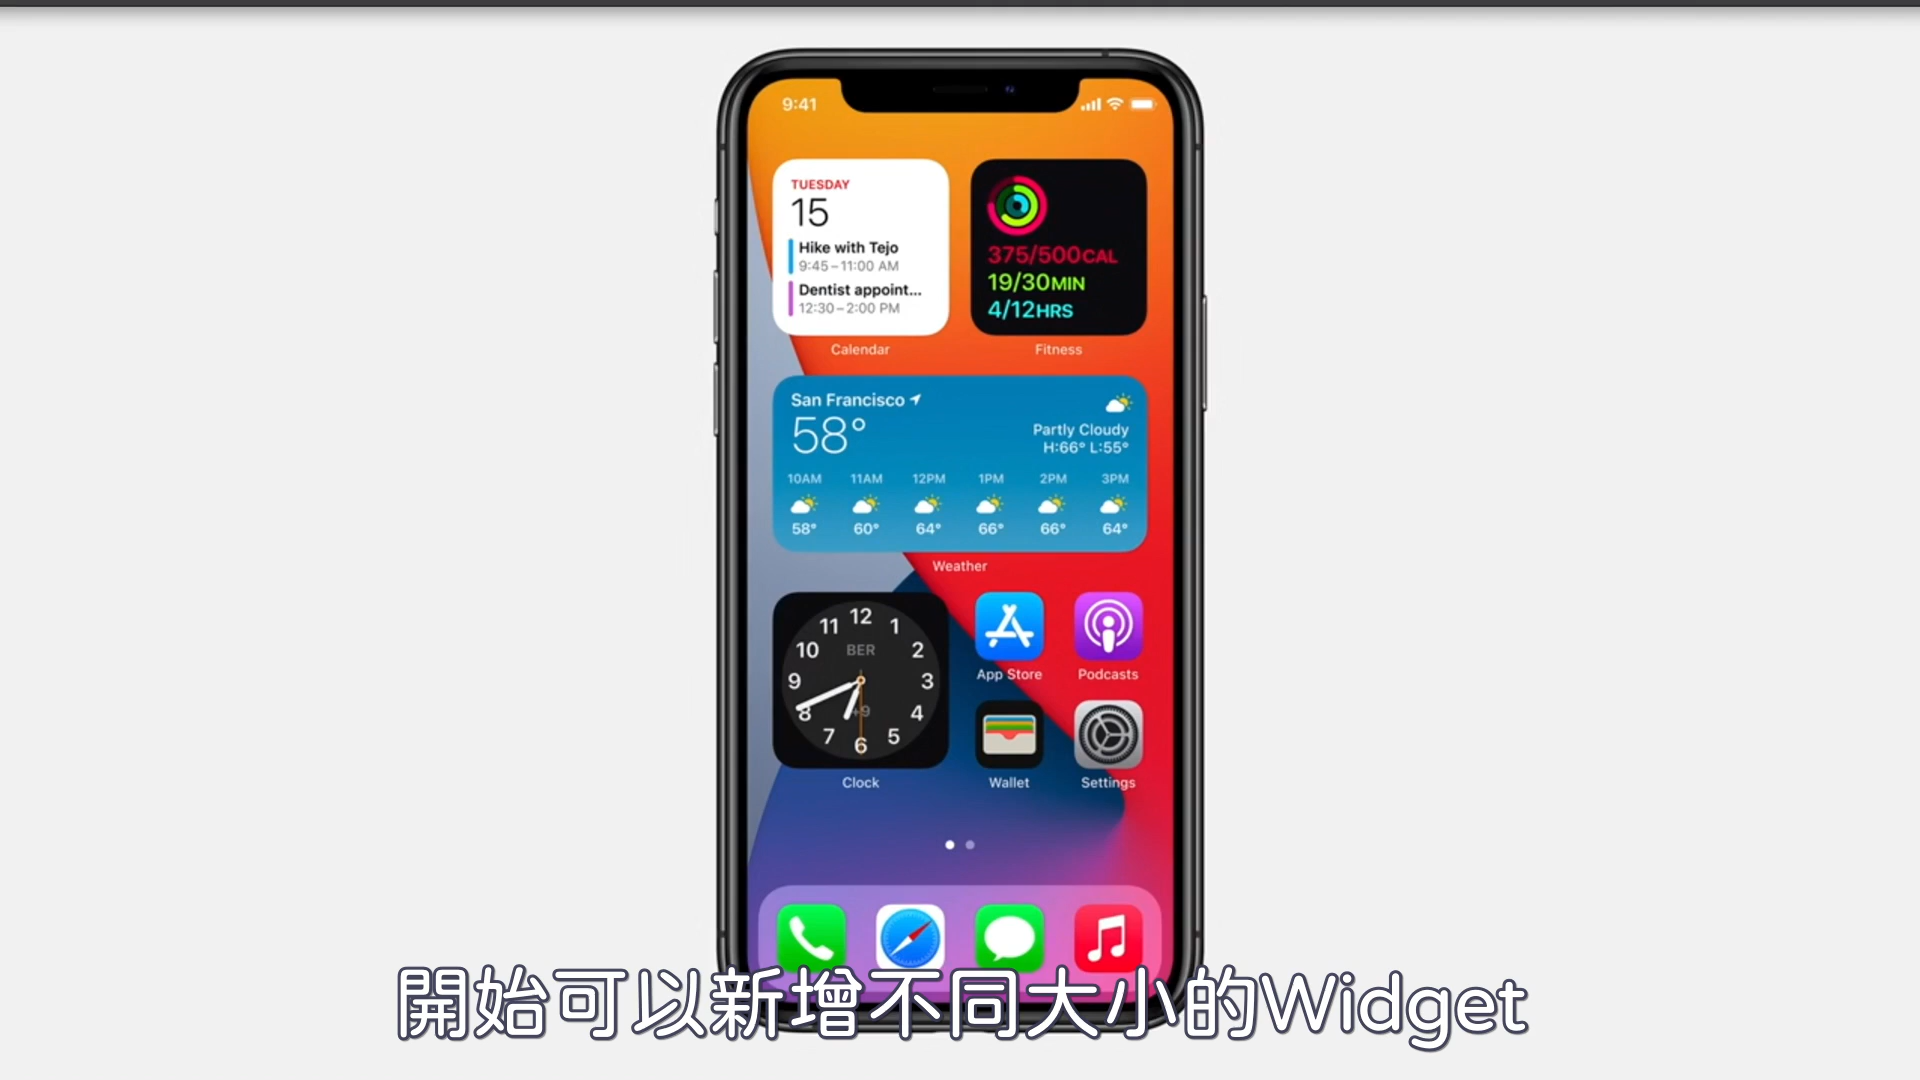 9:41
TUESDAY
15
Hike with Tejo
9:45–11:00 AM
Dentist appoint...
12:30–2:00 PM
Calendar
375/500CAL
19/30MIN
4/12HRS
Fitness
San Francisco
58°
Partly Cloudy
H:66° L:55°
10AM 11AM 12PM 1PM 2PM 3PM
58° 60° 64° 66° 66° 64°
Weather
12
11 1
10 BER 2
9 3
8 +9 4
7 5
6
Clock
App Store
Podcasts
Wallet
Settings
開始可以新增不同大小的Widget